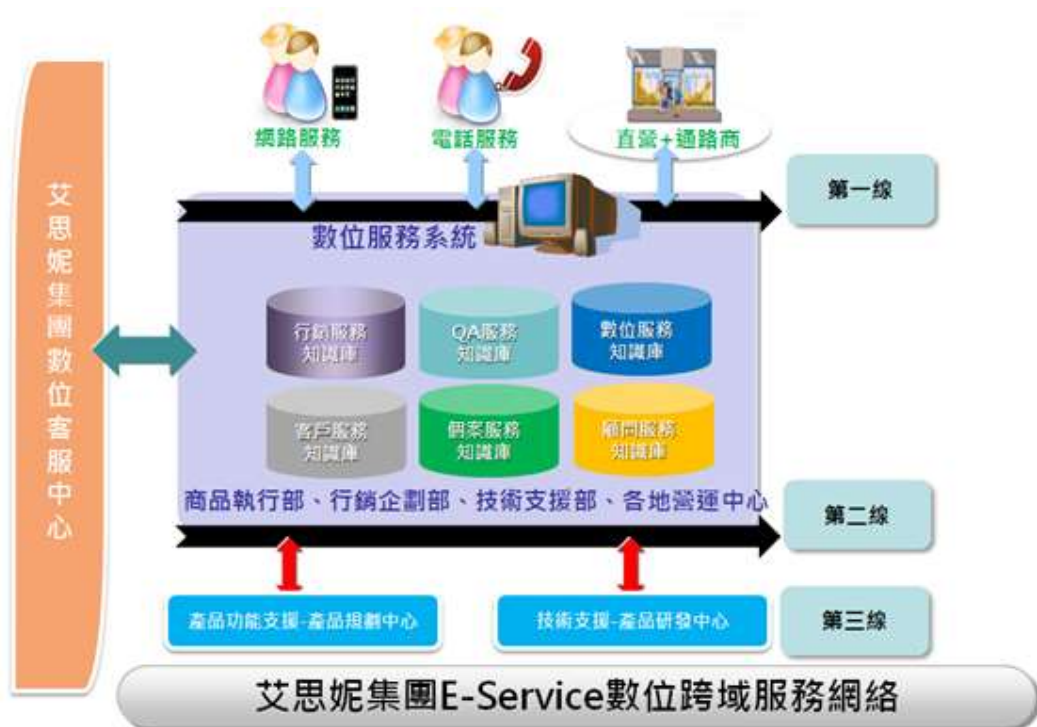 網路服務
電話服務
直營+通路商
第一線
艾思妮集團數位客服中心
數位服務系統
行銷服務
知識庫
QA服務
知識庫
數位服務
知識庫
客戶服務
知識庫
個案服務
知識庫
顧問服務
知識庫
商品執行部、行銷企劃部、技術支援部、各地營運中心
第二線
產品功能支援-產品規劃中心
技術支援-產品研發中心
第三線
艾思妮集團E-Service數位跨域服務網絡